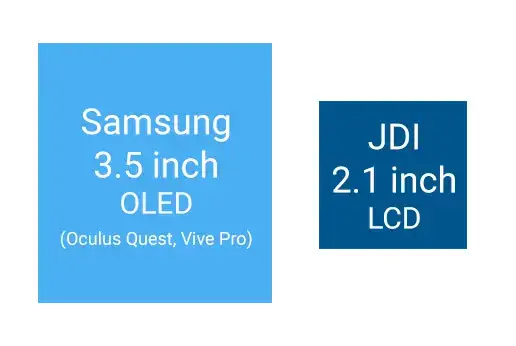 Samsung
3.5 inch
OLED
(Oculus Quest, Vive Pro)
JDI
2.1 inch
LCD